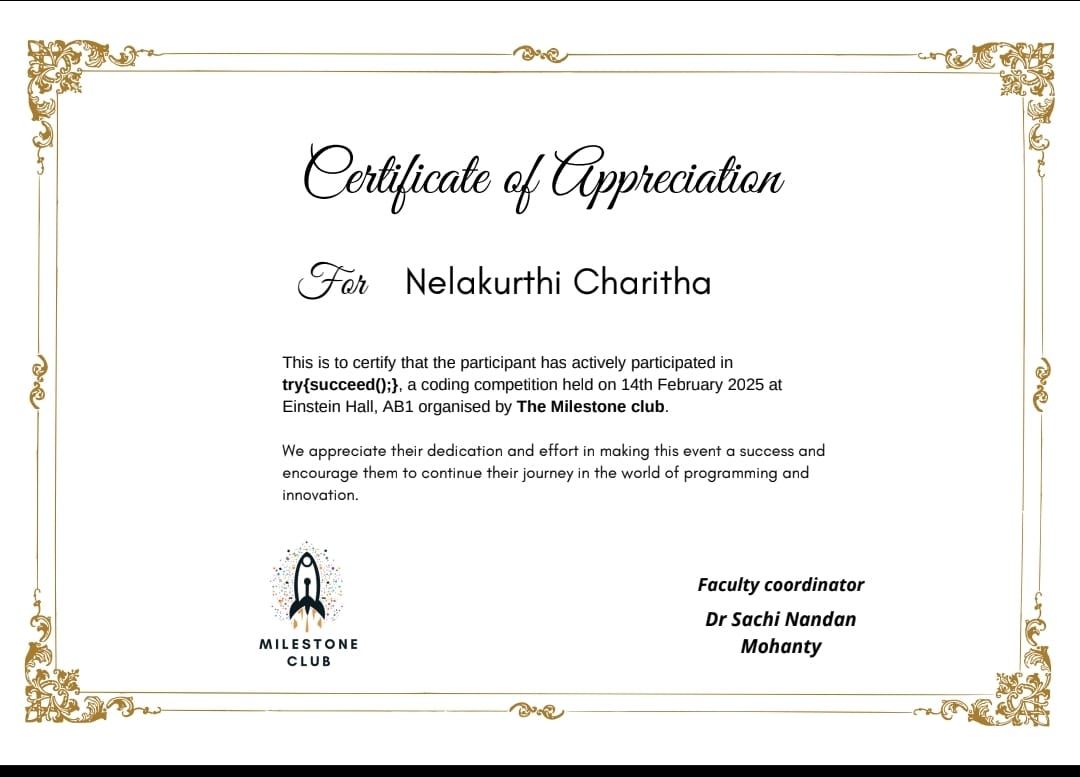 Certificate of Appreciation
For Nelakurthi Charitha
This is to certify that the participant has actively participated in
try{succeed();}, a coding competition held on 14th February 2025 at
Einstein Hall, AB1 organised by The Milestone club.
We appreciate their dedication and effort in making this event a success and
encourage them to continue their journey in the world of programming and
innovation.
MILESTONE
CLUB
Faculty coordinator
Dr Sachi Nandan
Mohanty